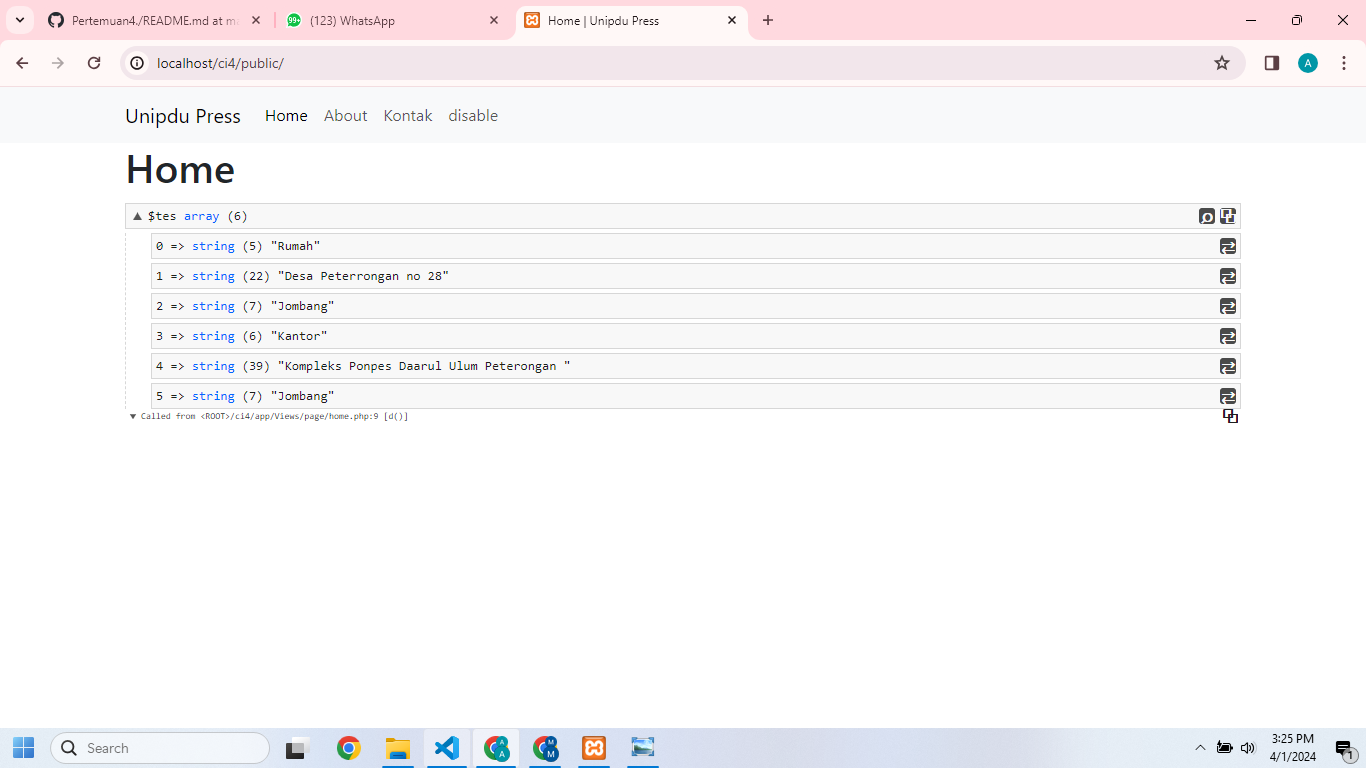 Pertemuan4./README.md at ma
(123) WhatsApp
Home | Unipdu Press
localhost/ci4/public/
A
Unipdu Press Home About Kontak disable
Home
$tes array (6)
0 => string (5) "Rumah"
1 => string (22) "Desa Peterrongan no 28"
2 => string (7) "Jombang"
3 => string (6) "Kantor"
4 => string (39) "Kompleks Ponpes Daarul Ulum Peterongan "
5 => string (7) "Jombang"
Called from <ROOT>/ci4/app/Views/page/home.php:9 [d()]
Search
3:25 PM
4/1/2024
1